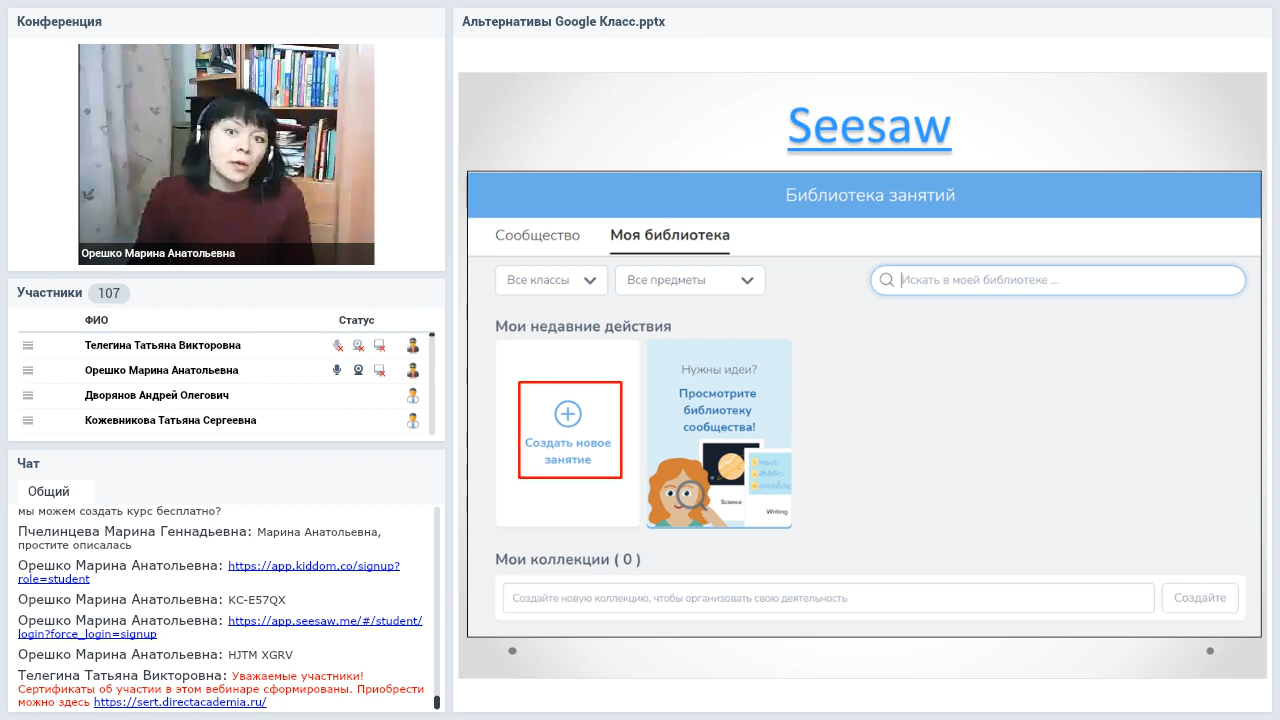 Конференция
Орешко Марина Анатольевна
Участники 107
ФИО Статус
Телегина Татьяна Викторовна
Орешко Марина Анатольевна
Дворянов Андрей Олегович
Кожевникова Татьяна Сергеевна
Чат
Общий
мы можем создать курс бесплатно?
Пчелинцева Марина Геннадьевна: Марина Анатольевна,
простите описалась
Орешко Марина Анатольевна: https://app.kiddom.co/signup?
role=student
Орешко Марина Анатольевна: KC-E57QX
Орешко Марина Анатольевна: https://app.seesaw.me/#/student/
login?force_login=signup
Орешко Марина Анатольевна: HJTM XGRV
Телегина Татьяна Викторовна: Уважаемые участники!
Сертификаты об участии в этом вебинаре сформированы. Приобрести
можно здесь https://sert.directacademia.ru/
Альтернативы Google Класс.pptx
Seesaw
Библиотека занятий
Сообщество Моя библиотека
Все классы Все предметы Искать в моей библиотеке ...
Мои недавние действия
Создать новое
занятие
Нужны идеи?
Просмотрите
библиотеку
сообщества!
Science
Writing
Мои коллекции ( 0 )
Создайте новую коллекцию, чтобы организовать свою деятельность Создайте